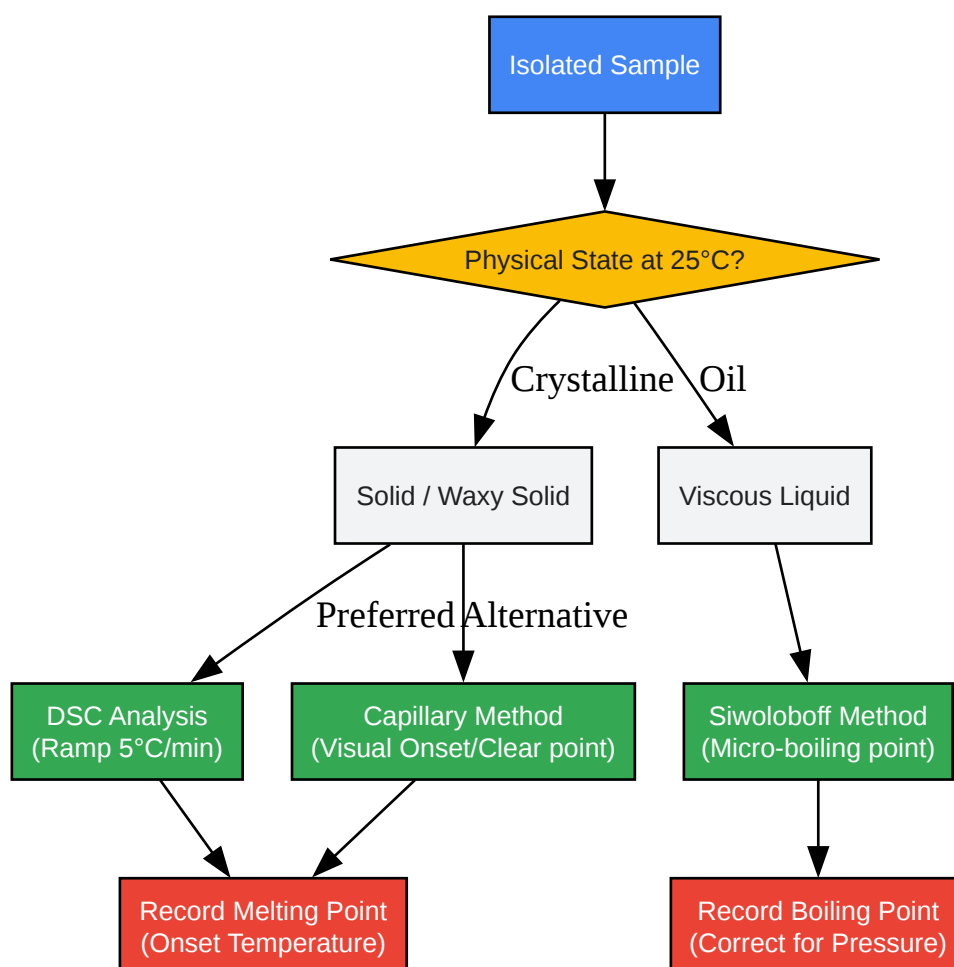 Isolated Sample
Physical State at 25°C?
Crystalline
Oil
Solid / Waxy Solid
Viscous Liquid
Preferred
Alternative
DSC Analysis
(Ramp 5°C/min)
Capillary Method
(Visual Onset/Clear point)
Siwoloboff Method
(Micro-boiling point)
Record Melting Point
(Onset Temperature)
Record Boiling Point
(Correct for Pressure)